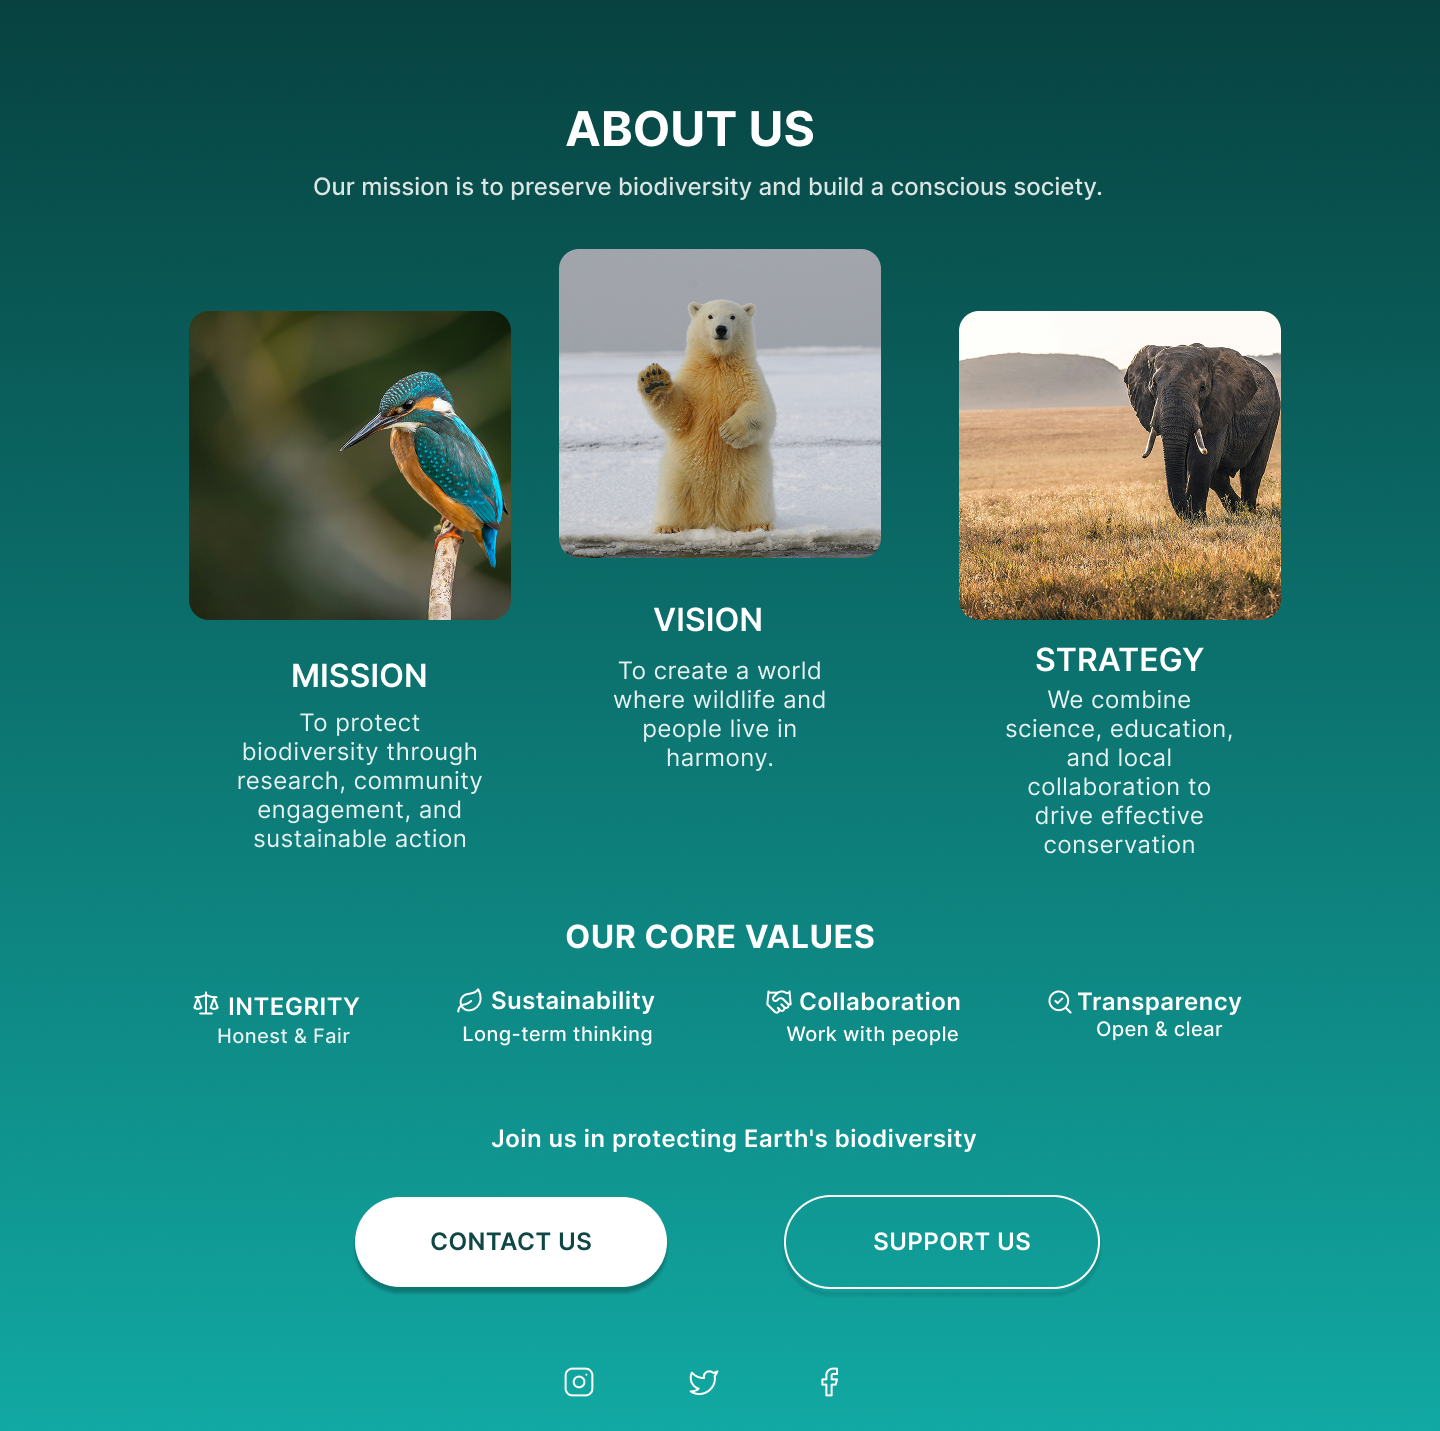 ABOUT US
Our mission is to preserve biodiversity and build a conscious society.
MISSION
To protect
biodiversity through
research, community
engagement, and
sustainable action
VISION
To create a world
where wildlife and
people live in
harmony.
STRATEGY
We combine
science, education,
and local
collaboration to
drive effective
conservation
OUR CORE VALUES
INTEGRITY
Honest & Fair
Sustainability
Long-term thinking
Collaboration
Work with people
Transparency
Open & clear
Join us in protecting Earth's biodiversity
CONTACT US
SUPPORT US